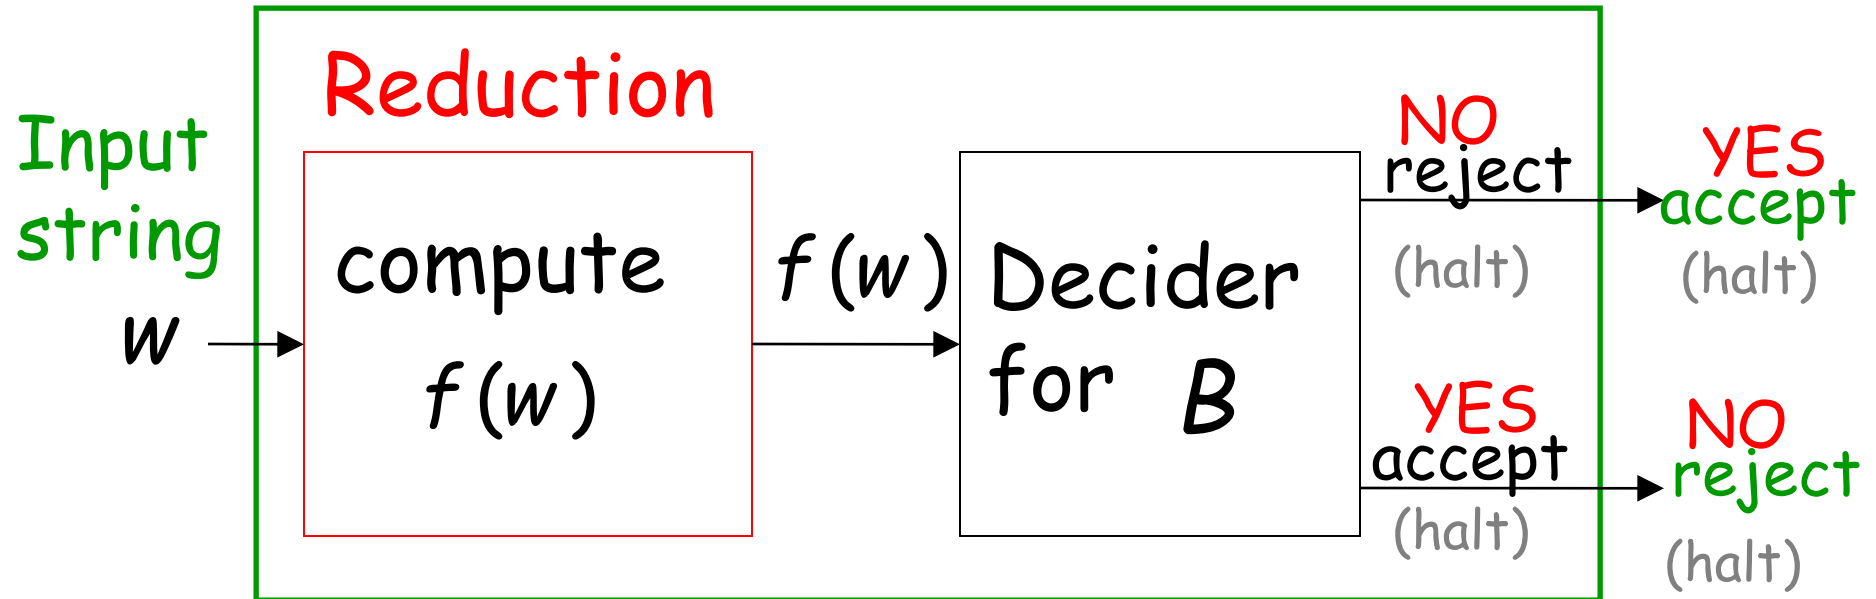 Reduction
Input
string
w
compute
f(w)
f(w)
Decider
for B
NO
reject
(halt)
YES
accept
(halt)
YES
accept
(halt)
NO
reject
(halt)